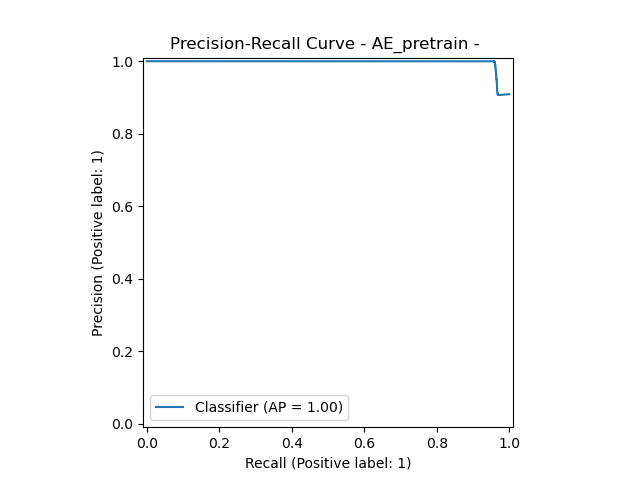 Precision-Recall Curve - AE_pretrain -
1.0
0.8
0.6
0.4
0.2
0.0
Precision (Positive label: 1)
Classifier (AP = 1.00)
0.0 0.2 0.4 0.6 0.8 1.0
Recall (Positive label: 1)